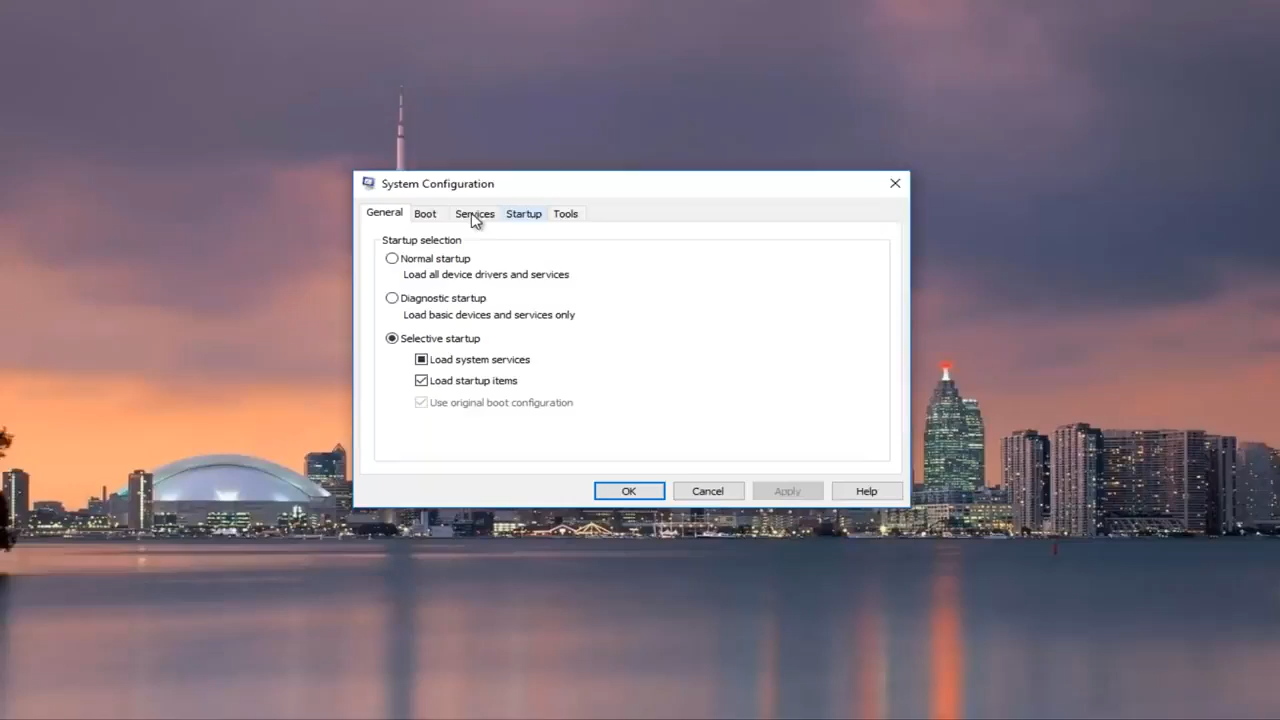 System Configuration
General Boot Services Startup Tools
Startup selection
Normal startup
Load all device drivers and services
Diagnostic startup
Load basic devices and services only
Selective startup
Load system services
Load startup items
Use original boot configuration
OK Cancel Apply Help